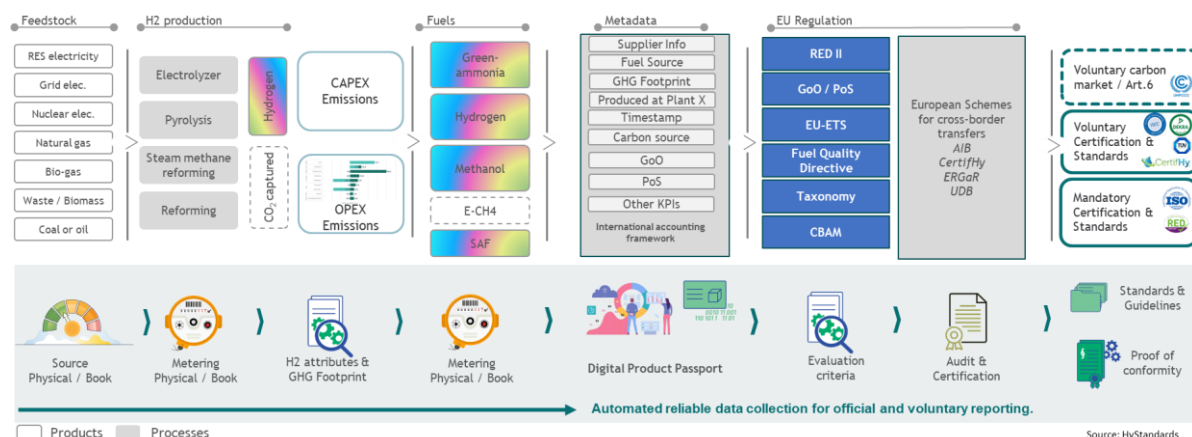 Feedstock
H2 production
Fuels
Metadata
EU Regulation
RES electricity
Grid elec.
Nuclear elec.
Natural gas
Bio-gas
Waste / Biomass
Coal or oil
Electrolyzer
Pyrolysis
Steam methane
reforming
Reforming
Hydrogen
CO2 captured
CAPEX
Emissions
OPEX
Emissions
Green-
ammonia
Hydrogen
Methanol
E-CH4
SAF
Supplier Info
Fuel Source
GHG Footprint
Produced at Plant X
Timestamp
Carbon source
GoO
PoS
Other KPIs
International accounting
framework
RED II
GoO / PoS
EU-ETS
Fuel Quality
Directive
Taxonomy
CBAM
European Schemes
for cross-border
transfers
AIB
CertifHy
ERGaR
UDB
Voluntary carbon
market / Art.6
Voluntary
Certification &
Standards
DEKRA
TÜV
CertifHy
Mandatory
Certification &
Standards
ISO
RED
Source
Physical / Book
Metering
Physical / Book
H2 attributes &
GHG Footprint
Metering
Physical / Book
Digital Product Passport
Evaluation
criteria
Audit &
Certification
Standards &
Guidelines
Proof of
conformity
Automated reliable data collection for official and voluntary reporting.
Products
Processes
Source: HyStandards